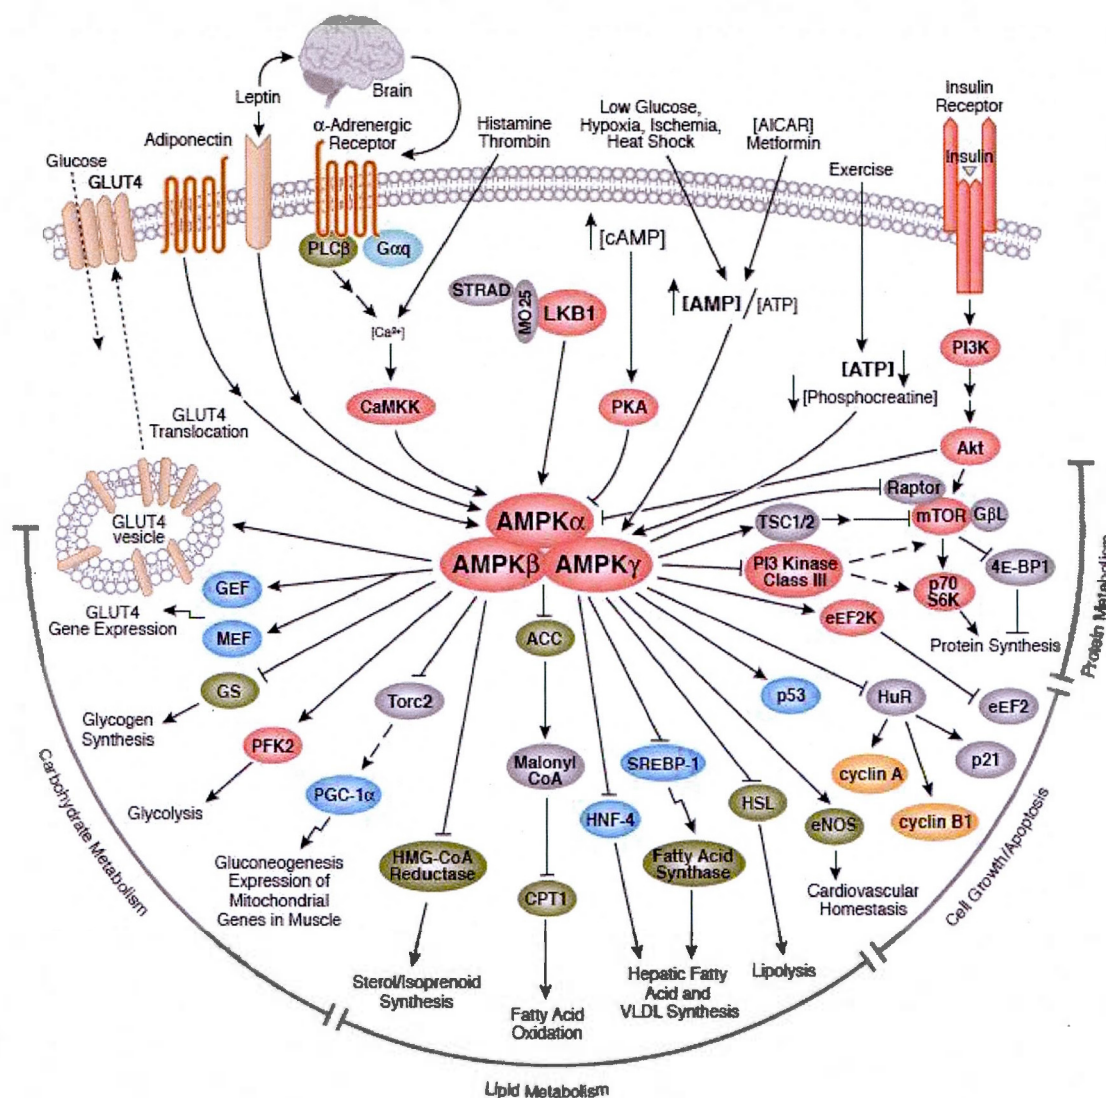 Brain
Leptin
α-Adrenergic
Receptor
Adiponectin
Glucose
GLUT4
Histamine
Thrombin
Low Glucose,
Hypoxia, Ischemia,
Heat Shock
[AICAR]
Metformin
Exercise
Insulin
Receptor
Insulin
PLCβ
Gαq
[cAMP]
STRAD
MO25
LKB1
[AMP]/[ATP]
[Ca²⁺]
PI3K
[ATP]
[Phosphocreatine]
CaMKK
PKA
GLUT4
Translocation
Akt
Raptor
mTOR
GβL
TSC1/2
AMPKα
AMPKβ
AMPKγ
GLUT4
vesicle
PI3 Kinase
Class III
4E-BP1
p70
S6K
eEF2K
Protein Synthesis
Protein Metabolism
GEF
GLUT4
Gene Expression
MEF
GS
Glycogen
Synthesis
PFK2
Glycolysis
Torc2
PGC-1α
Gluconeogenesis
Expression of
Mitochondrial
Genes in Muscle
ACC
Malonyl
CoA
CPT1
Fatty Acid
Oxidation
HMG-CoA
Reductase
Sterol/Isoprenoid
Synthesis
HNF-4
SREBP-1
Fatty Acid
Synthase
Hepatic Fatty
Acid and
VLDL Synthesis
HSL
Lipolysis
p53
HuR
eEF2
p21
cyclin A
cyclin B1
eNOS
Cardiovascular
Homestasis
Carbohydrate Metabolism
Lipid Metabolism
Cell Growth/Apoptosis